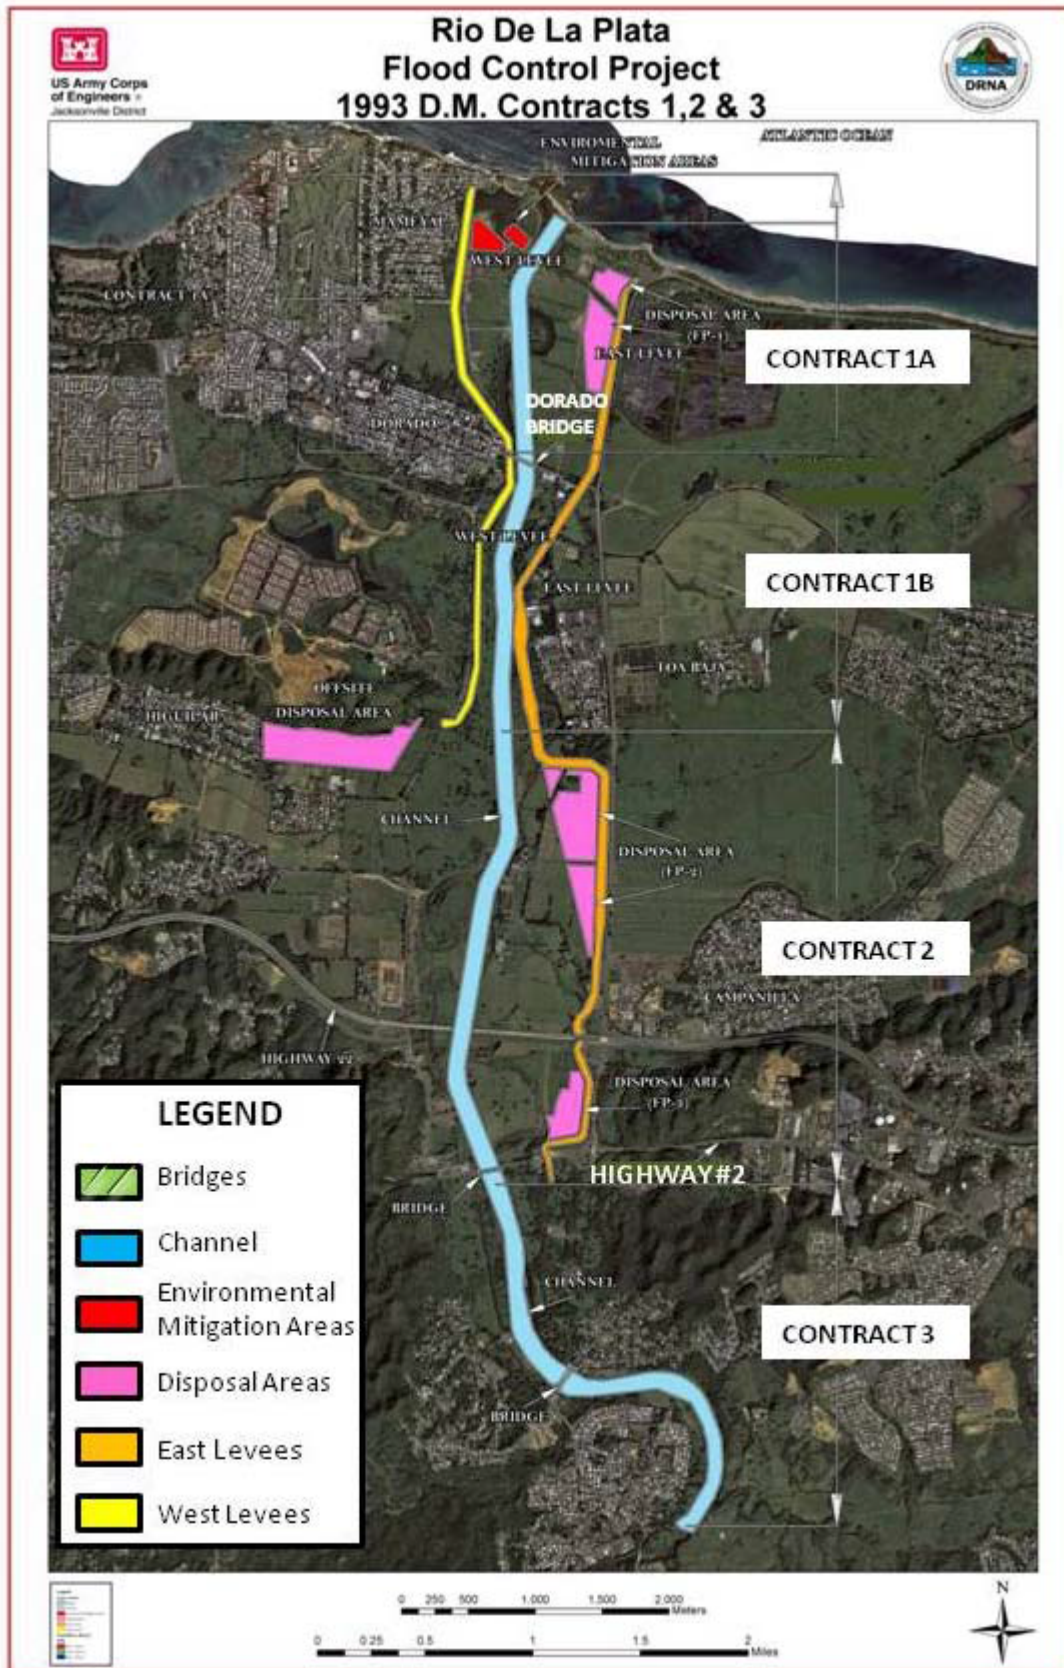 Rio De La Plata
Flood Control Project
1993 D.M. Contracts 1,2 & 3
US Army Corps
of Engineers
Jacksonville District
DRNA
ENVIROMENTAL
MITIGATION AREAS
ATLANTIC OCEAN
MAMEYAL
WEST LEVEE
CONTRACT 1A
DISPOSAL AREA
(FP-1)
EAST LEVEE
CONTRACT 1A
DORADO
BRIDGE
DORADO
WEST LEVEE
EAST LEVEE
CONTRACT 1B
TOA BAJA
OFFSITE
DISPOSAL AREA
HIGUILAR
CHANNEL
DISPOSAL AREA
(FP-2)
CONTRACT 2
CAMPANILLA
HIGHWAY 22
DISPOSAL AREA
HIGHWAY #2
BRIDGE
CHANNEL
CONTRACT 3
BRIDGE
LEGEND
Bridges
Channel
Environmental
Mitigation Areas
Disposal Areas
East Levees
West Levees
0 250 500 1,000 1,500 2,000
Meters
0 0.25 0.5 1 1.5 2
Miles
N